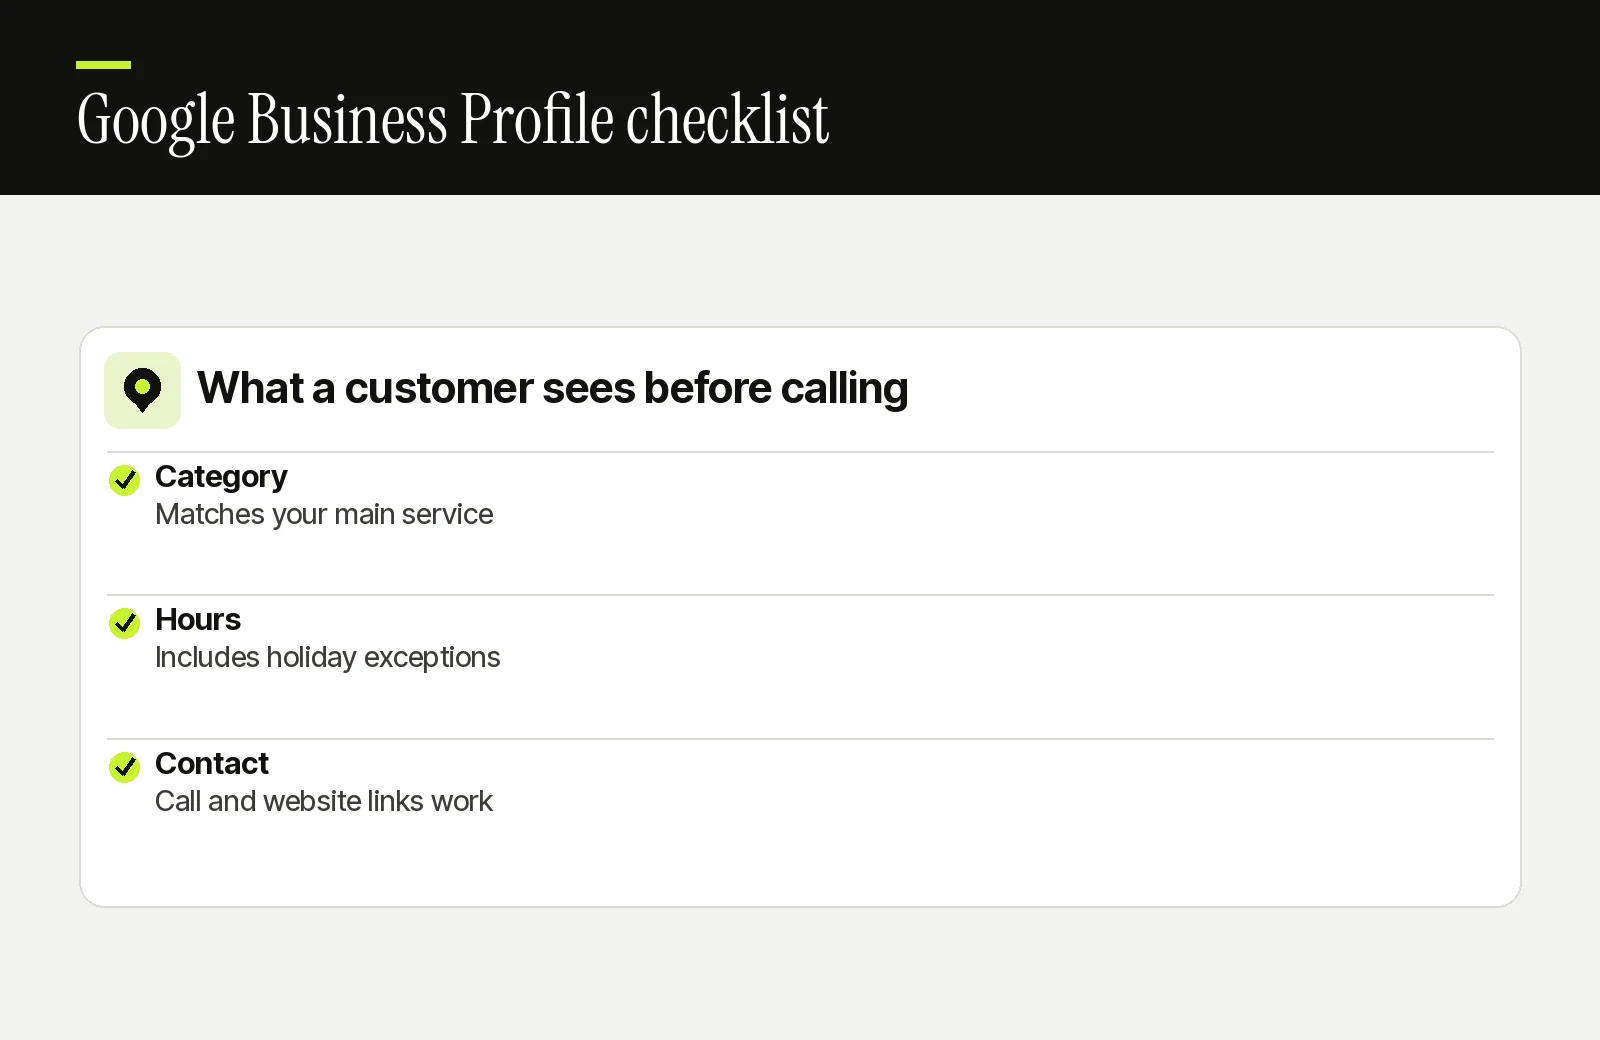 Google Business Profile checklist
What a customer sees before calling
Category
Matches your main service
Hours
Includes holiday exceptions
Contact
Call and website links work